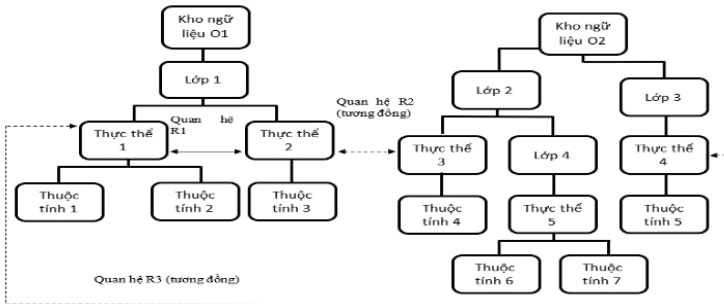 Kho ngữ
liệu O1
Lớp 1
Quan hệ
R1
Thực thể
1
Thực thể
2
Thuộc
tính 1
Thuộc
tính 2
Thuộc
tính 3
Quan hệ R2
(tương đồng)
Kho ngữ
liệu O2
Lớp 2
Lớp 3
Thực thể
3
Lớp 4
Thực thể
4
Thuộc
tính 4
Thực thể
5
Thuộc
tính 5
Thuộc
tính 6
Thuộc
tính 7
Quan hệ R3 (tương đồng)